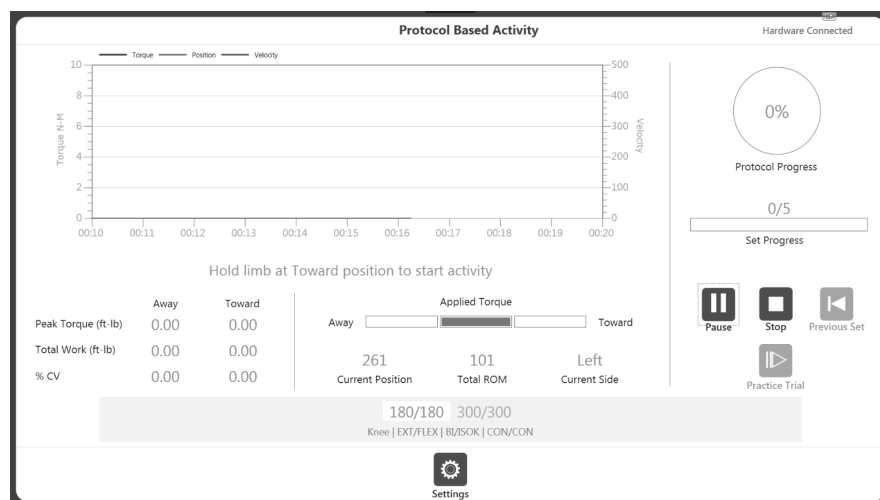 Protocol Based Activity
Hardware Connected
Torque Position Velocity
10 500
8 400
6 300
4 200
2 100
0 0
Torque N-M
Velocity
00:10 00:11 00:12 00:13 00:14 00:15 00:16 00:17 00:18 00:19 00:20
0%
Protocol Progress
0/5
Set Progress
Hold limb at Toward position to start activity
Away Toward
Peak Torque (ft-lb) 0.00 0.00
Total Work (ft-lb) 0.00 0.00
% CV 0.00 0.00
Applied Torque
Away Toward
261 101 Left
Current Position Total ROM Current Side
Pause Stop Previous Set
Practice Trial
180/180 300/300
Knee | EXT/FLEX | BI/ISOK | CON/CON
Settings